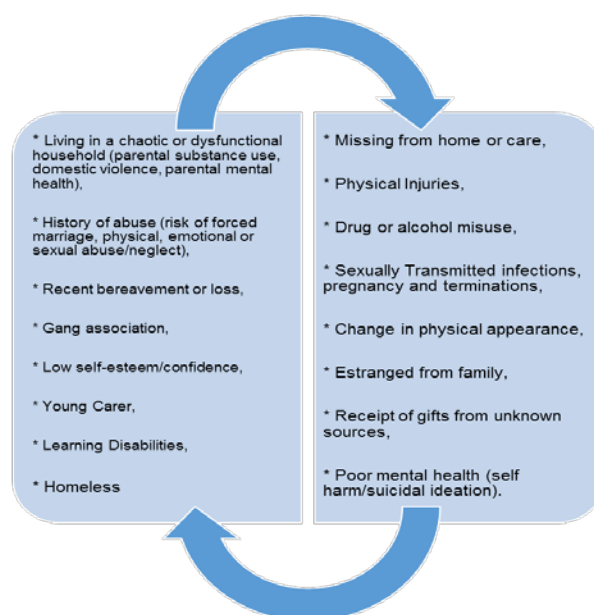 * Living in a chaotic or dysfunctional
household (parental substance use,
domestic violence, parental mental
health),
* History of abuse (risk of forced
marriage, physical, emotional or
sexual abuse/neglect),
* Recent bereavement or loss,
* Gang association,
* Low self-esteem/confidence,
* Young Carer,
* Learning Disabilities,
* Homeless
* Missing from home or care,
* Physical Injuries,
* Drug or alcohol misuse,
* Sexually Transmitted infections,
pregnancy and terminations,
* Change in physical appearance,
* Estranged from family,
* Receipt of gifts from unknown
sources,
* Poor mental health (self
harm/suicidal ideation).